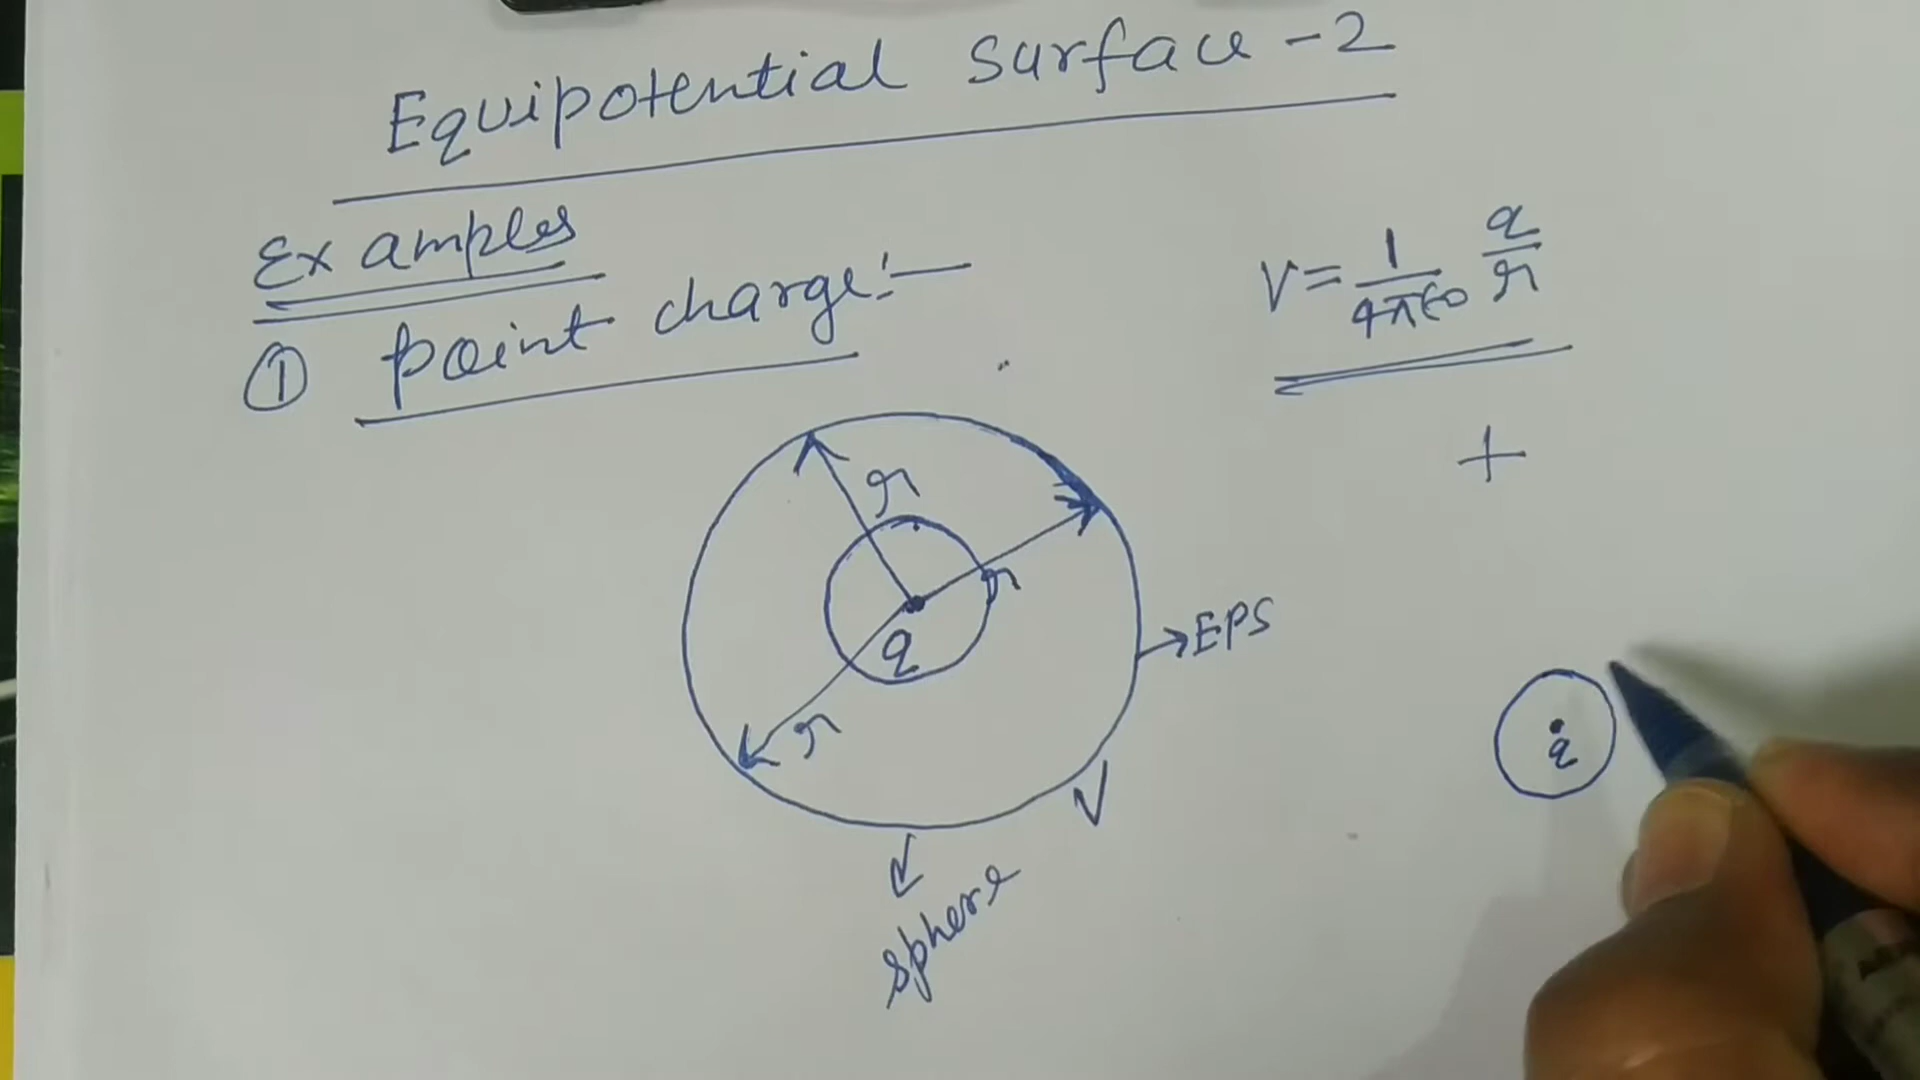 Equipotential Surface - 2
Examples
① point charge:—
V = 1/4πε0 q/r
+
r
r
q
r
→ EPS
q
sphere